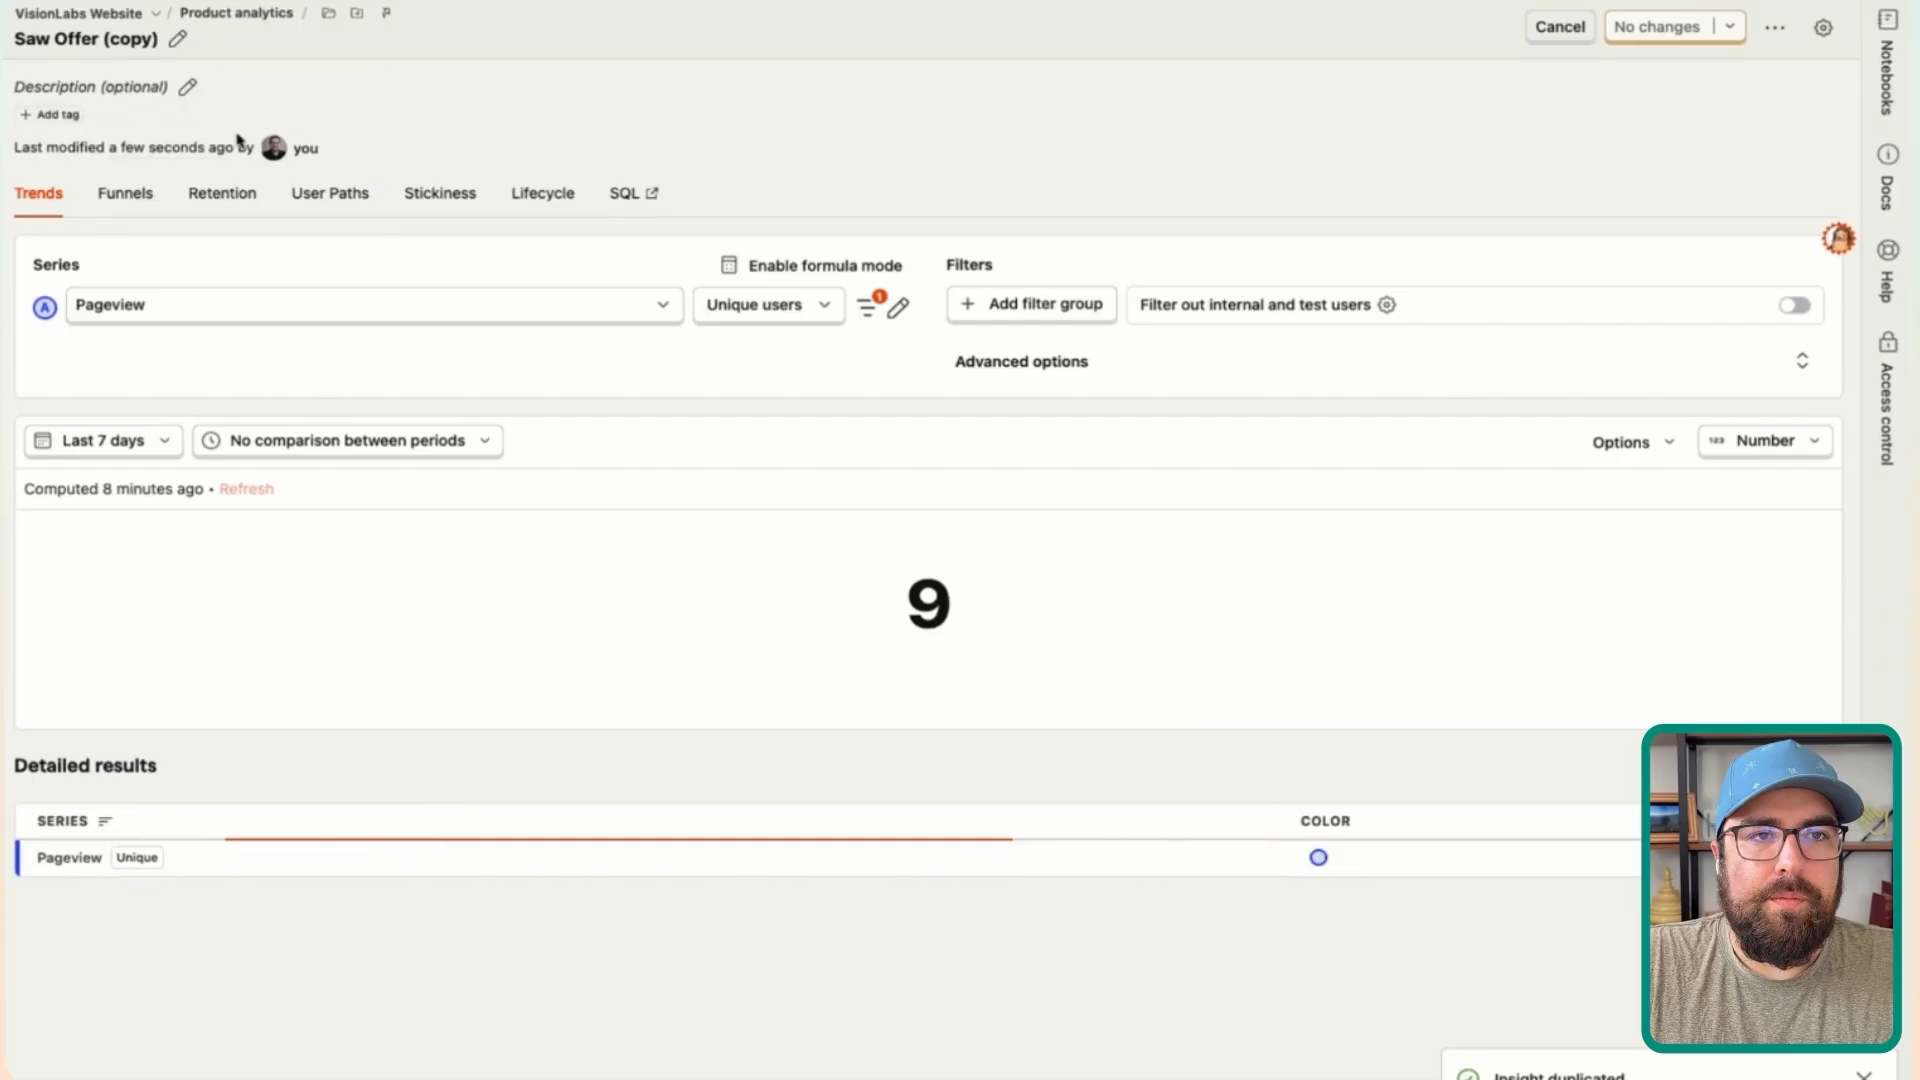 VisionLabs Website / Product analytics /
Saw Offer (copy)
Cancel
No changes
Description (optional)
+ Add tag
Last modified a few seconds ago by you
Trends Funnels Retention User Paths Stickiness Lifecycle SQL
Series
Enable formula mode
Filters
A Pageview
Unique users
1
+ Add filter group
Filter out internal and test users
Advanced options
Last 7 days
No comparison between periods
Options
123 Number
Computed 8 minutes ago • Refresh
9
Detailed results
SERIES
COLOR
Pageview Unique
Insight duplicated
Notebooks
Docs
Help
Access control